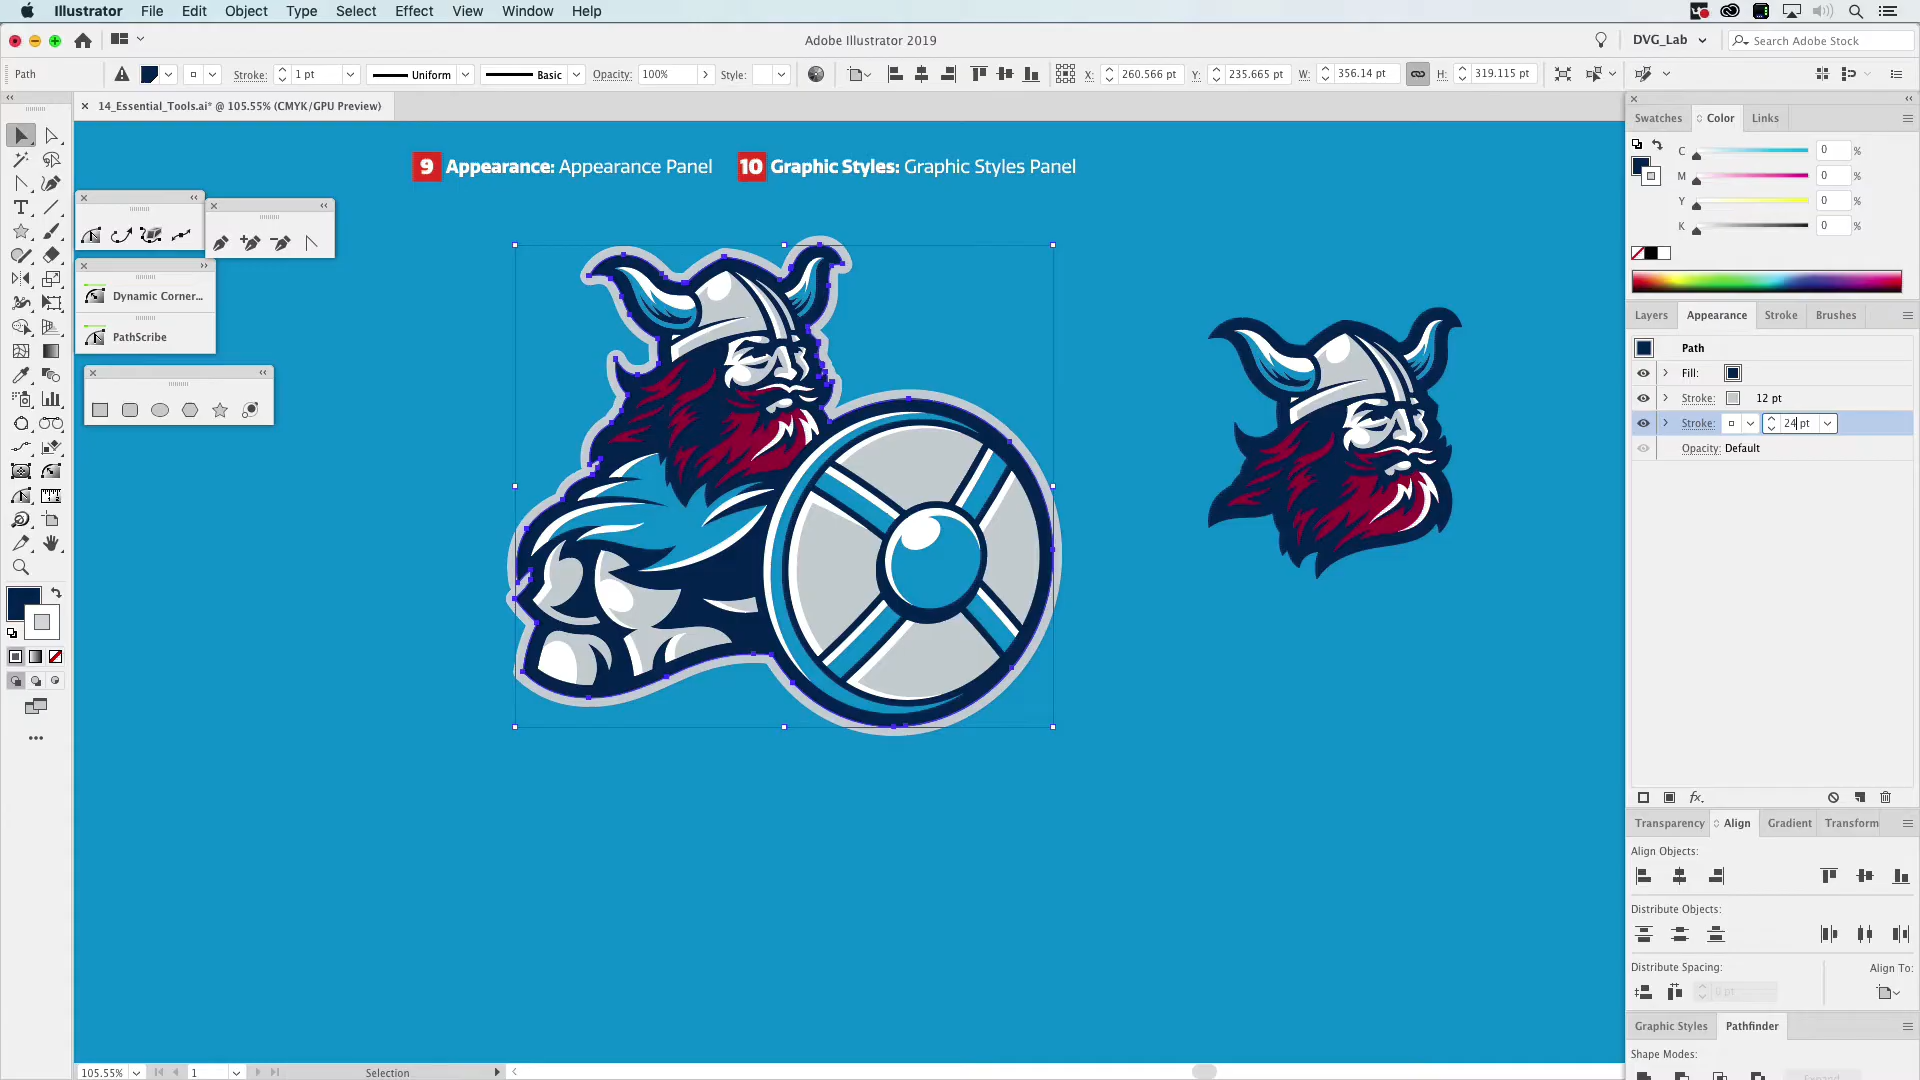 Illustrator File Edit Object Type Select Effect View Window Help
Adobe Illustrator 2019
DVG_Lab
Search Adobe Stock
Path
Stroke: 1 pt
Uniform
Basic
Opacity: 100%
Style:
X: 260.566 pt
Y: 235.665 pt
W: 356.14 pt
H: 319.115 pt
14_Essential_Tools.ai* @ 105.55% (CMYK/GPU Preview)
9 Appearance: Appearance Panel
10 Graphic Styles: Graphic Styles Panel
Dynamic Corner...
PathScribe
Swatches Color Links
C 0 %
M 0 %
Y 0 %
K 0 %
Layers Appearance Stroke Brushes
Path
Fill:
Stroke: 12 pt
Stroke: 24 pt
Opacity: Default
fx
Transparency Align Gradient Transform
Align Objects:
Distribute Objects:
Distribute Spacing:
Align To:
0 pt
Graphic Styles Pathfinder
Shape Modes:
Expand
105.55%
1
Selection